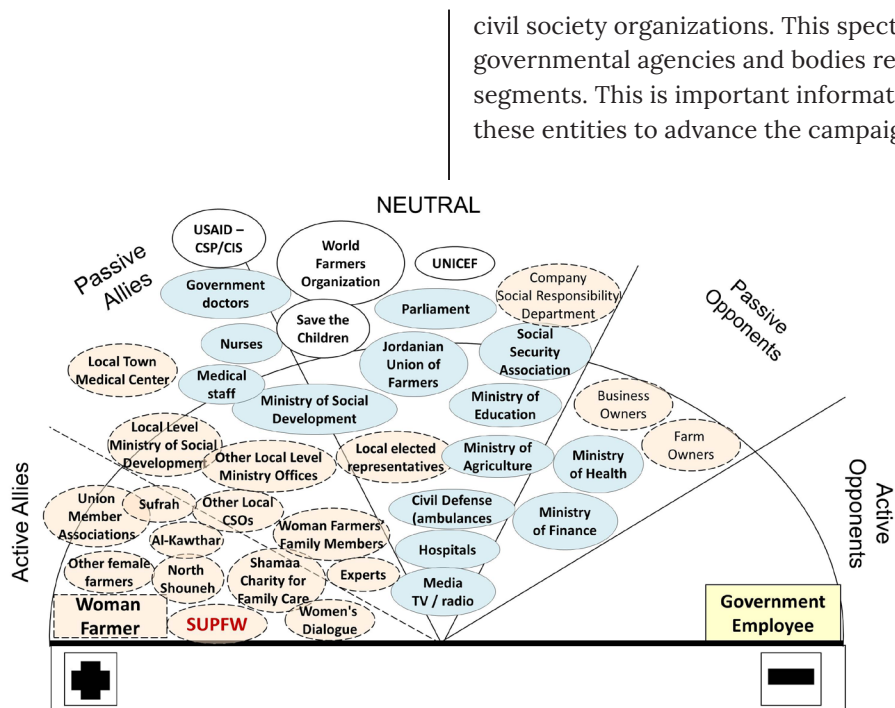 civil society organizations. This spect
governmental agencies and bodies re
segments. This is important informat
these entities to advance the campaig
NEUTRAL
Passive
Allies
Passive
Opponents
Active Allies
Active
Opponents
USAID –
CSP/CIS
World
Farmers
Organization
UNICEF
Government
doctors
Company
Social Responsibility
Department
Parliament
Save the
Children
Nurses
Jordanian
Union of
Farmers
Social
Security
Association
Local Town
Medical Center
Medical
staff
Ministry of Social
Development
Ministry of
Education
Business
Owners
Farm
Owners
Local Level
Ministry of Social
Development
Other Local Level
Ministry Offices
Local elected
representatives
Ministry of
Agriculture
Ministry
of Health
Union
Member
Associations
Sufrah
Other Local
CSOs
Woman Farmers'
Family Members
Civil Defense
(ambulances
Ministry
of Finance
Al-Kawthar
Hospitals
Other female
farmers
North
Shouneh
Shamaa
Charity for
Family Care
Experts
Media
TV / radio
Woman
Farmer
SUPFW
Women's
Dialogue
Government
Employee